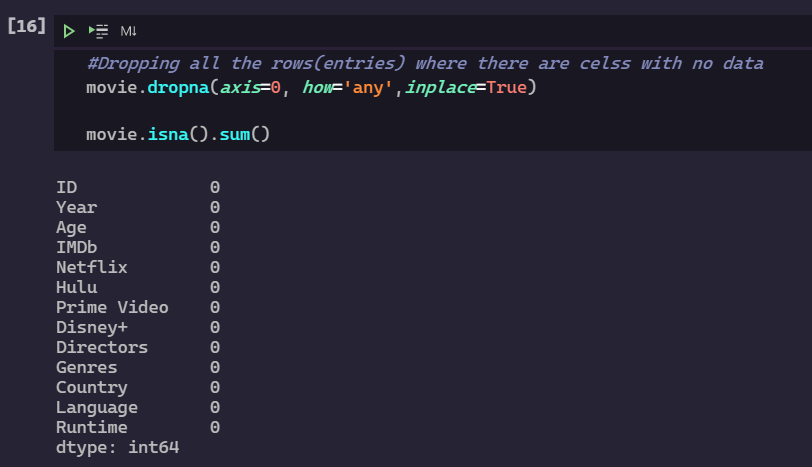 [16]
M↓
#Dropping all the rows(entries) where there are celss with no data
movie.dropna(axis=0, how='any',inplace=True)
movie.isna().sum()
ID 0
Year 0
Age 0
IMDb 0
Netflix 0
Hulu 0
Prime Video 0
Disney+ 0
Directors 0
Genres 0
Country 0
Language 0
Runtime 0
dtype: int64